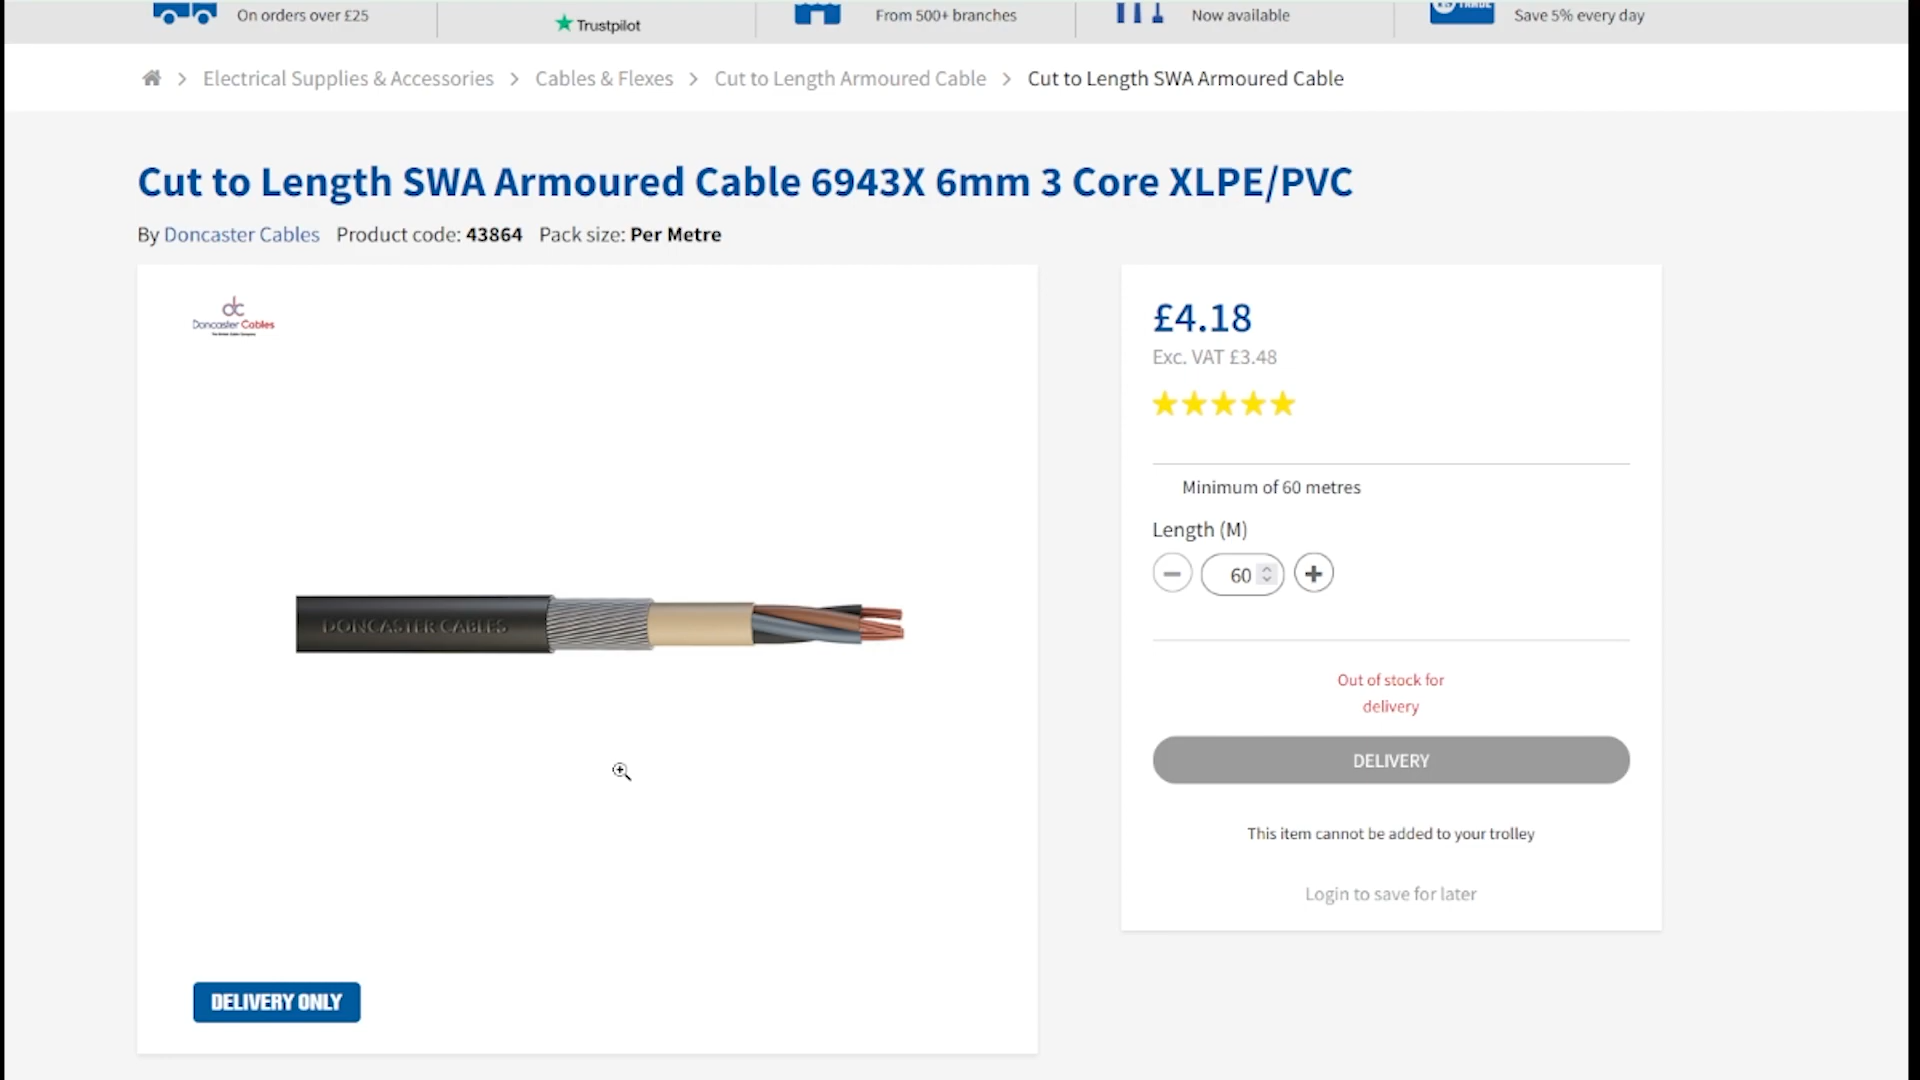 On orders over £25
Trustpilot
From 500+ branches
Now available
TRADE
Save 5% every day
Electrical Supplies & Accessories > Cables & Flexes > Cut to Length Armoured Cable > Cut to Length SWA Armoured Cable
Cut to Length SWA Armoured Cable 6943X 6mm 3 Core XLPE/PVC
By Doncaster Cables Product code: 43864 Pack size: Per Metre
dc
Doncaster Cables
DONCASTER CABLES
DELIVERY ONLY
£4.18
Exc. VAT £3.48
Minimum of 60 metres
Length (M)
60
Out of stock for
delivery
DELIVERY
This item cannot be added to your trolley
Login to save for later